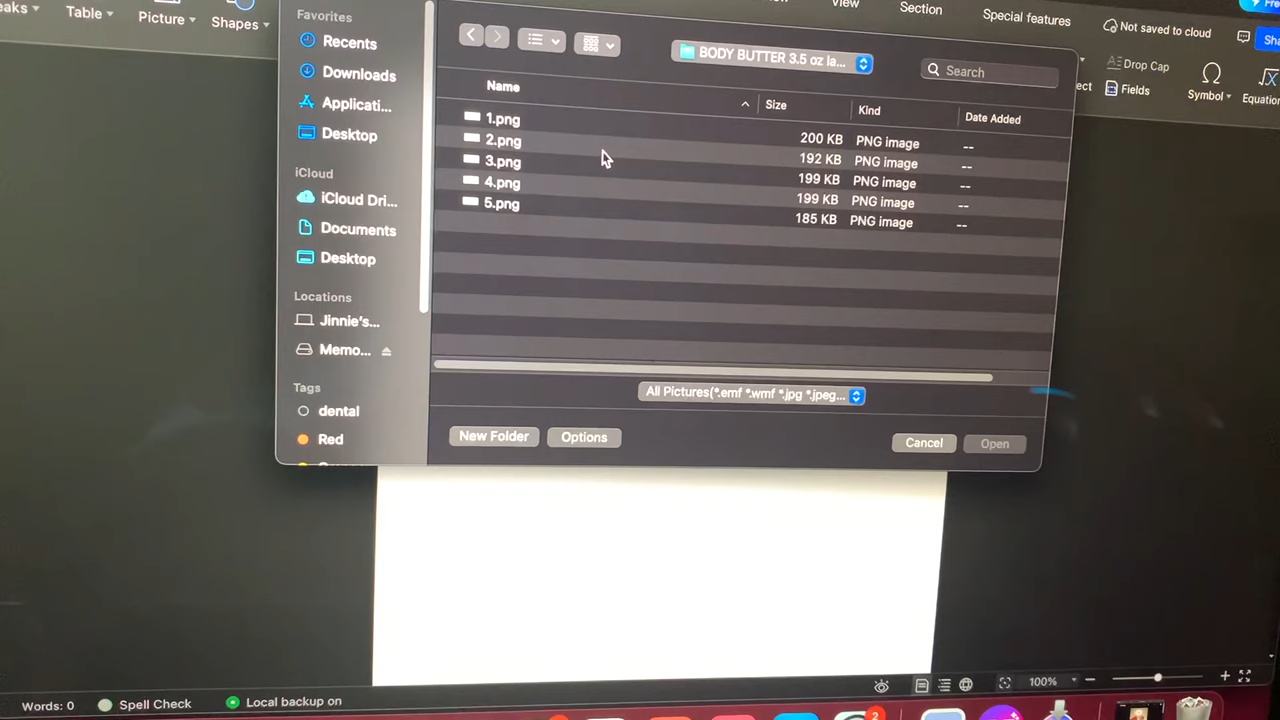 eaks
Table
Picture
Shapes
View
Section
Special features
Not saved to cloud
Drop Cap
Fields
Symbol
Favorites
Recents
Downloads
Applicati...
Desktop
iCloud
iCloud Dri...
Documents
Desktop
Locations
Jinnie's...
Memo...
Tags
dental
Red
BODY BUTTER 3.5 oz la...
Search
Name Size Kind Date Added
1.png 200 KB PNG image --
2.png 192 KB PNG image --
3.png 199 KB PNG image --
4.png 199 KB PNG image --
5.png 185 KB PNG image --
All Pictures(*.emf *.wmf *.jpg *.jpeg...
New Folder Options Cancel Open
Words: 0 Spell Check Local backup on 100%
2